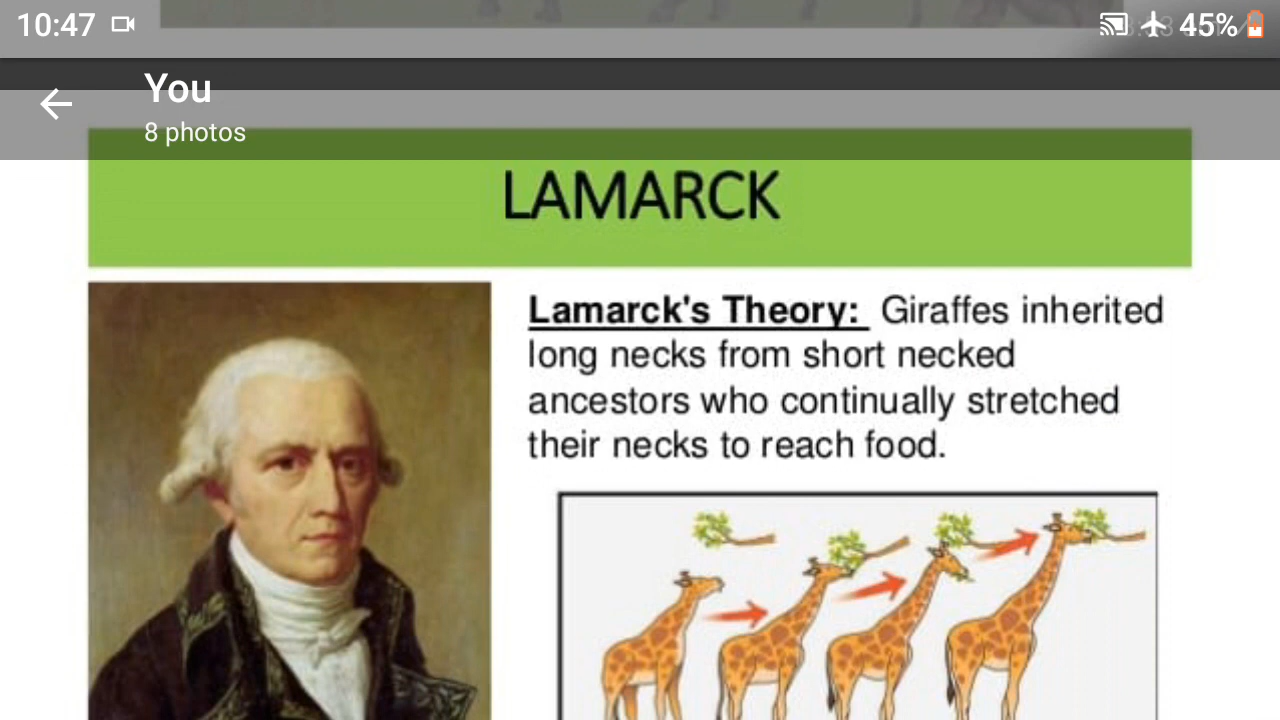 10:47 45%
You
8 photos
LAMARCK
Lamarck's Theory: Giraffes inherited
long necks from short necked
ancestors who continually stretched
their necks to reach food.